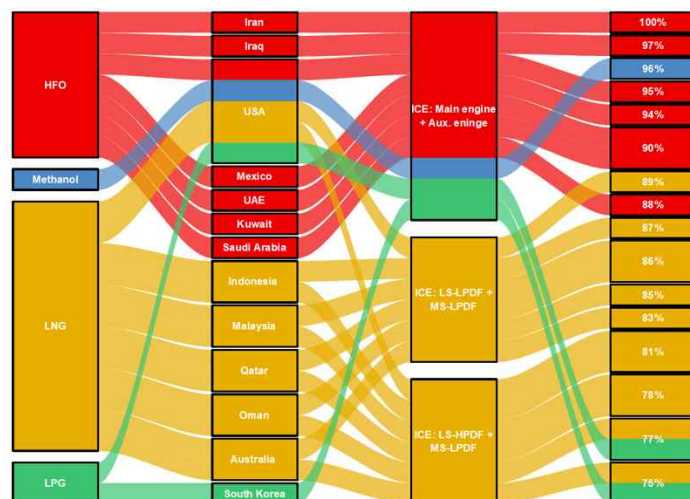 HFO
Methanol
LNG
LPG
Iran
Iraq
USA
Mexico
UAE
Kuwait
Saudi Arabia
Indonesia
Malaysia
Qatar
Oman
Australia
South Korea
ICE: Main engine
+ Aux. eninge
ICE: LS-LPDF +
MS-LPDF
ICE: LS-HPDF +
MS-LPDF
100%
97%
96%
95%
94%
90%
89%
88%
87%
86%
85%
83%
81%
78%
77%
75%